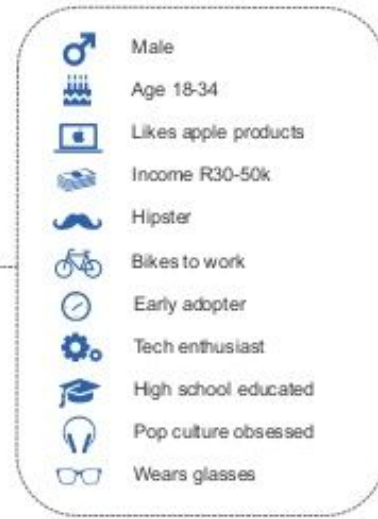 Male
Age 18-34
Likes apple products
Income R30-50k
Hipster
Bikes to work
Early adopter
Tech enthusiast
High school educated
Pop culture obsessed
Wears glasses